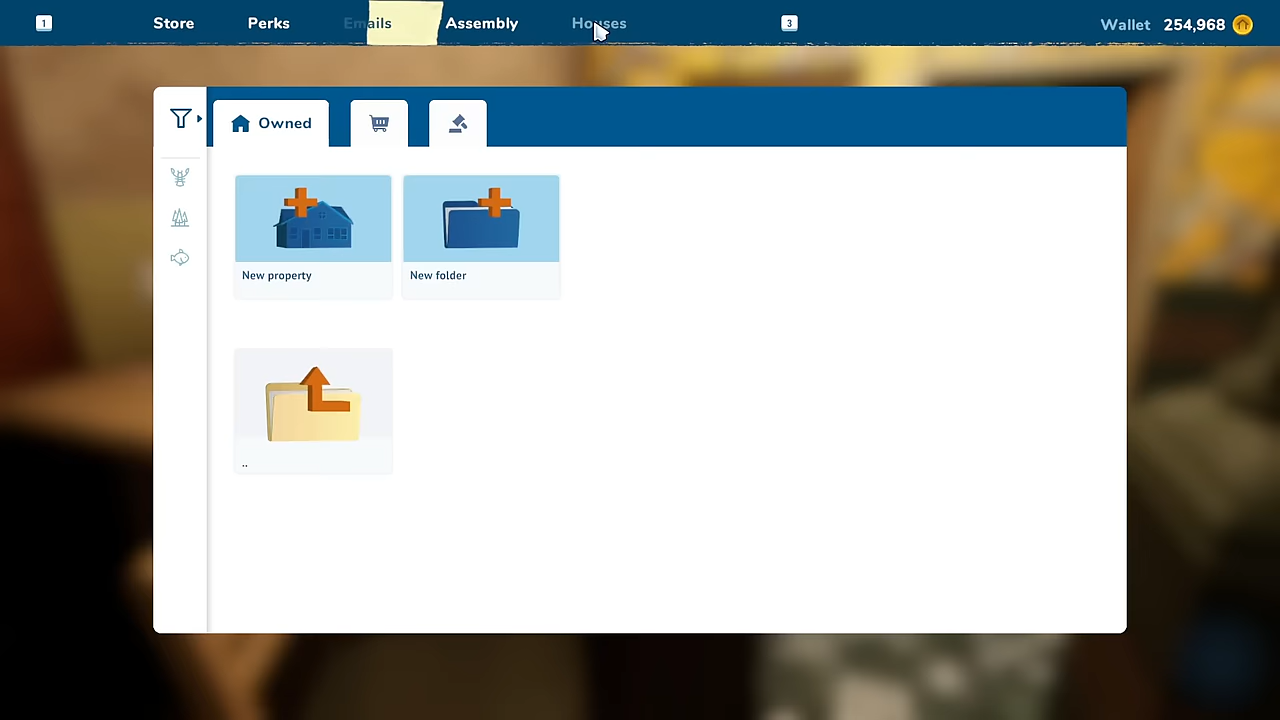 1 Store Perks Emails Assembly Houses 3 Wallet 254,968
Owned
New property New folder
..